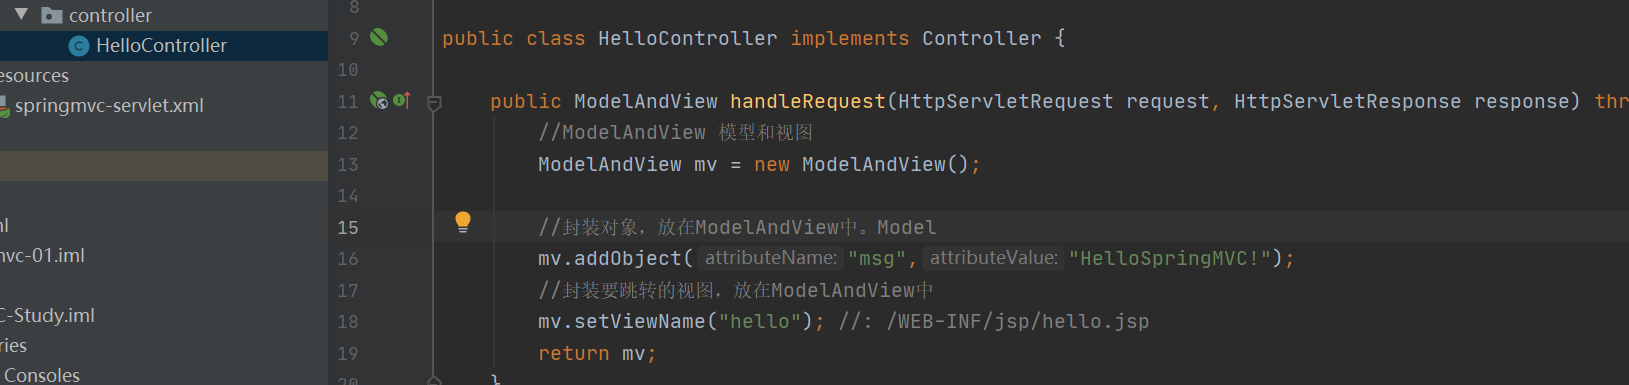 controller
HelloController
esources
springmvc-servlet.xml
ml
nvc-01.iml
C-Study.iml
ries
Consoles
8
9 public class HelloController implements Controller {
10
11 public ModelAndView handleRequest(HttpServletRequest request, HttpServletResponse response) thr
12 //ModelAndView 模型和视图
13 ModelAndView mv = new ModelAndView();
14
15 //封装对象，放在ModelAndView中。Model
16 mv.addObject( attributeName: "msg", attributeValue: "HelloSpringMVC!");
17 //封装要跳转的视图，放在ModelAndView中
18 mv.setViewName("hello"); //: /WEB-INF/jsp/hello.jsp
19 return mv;
20 }